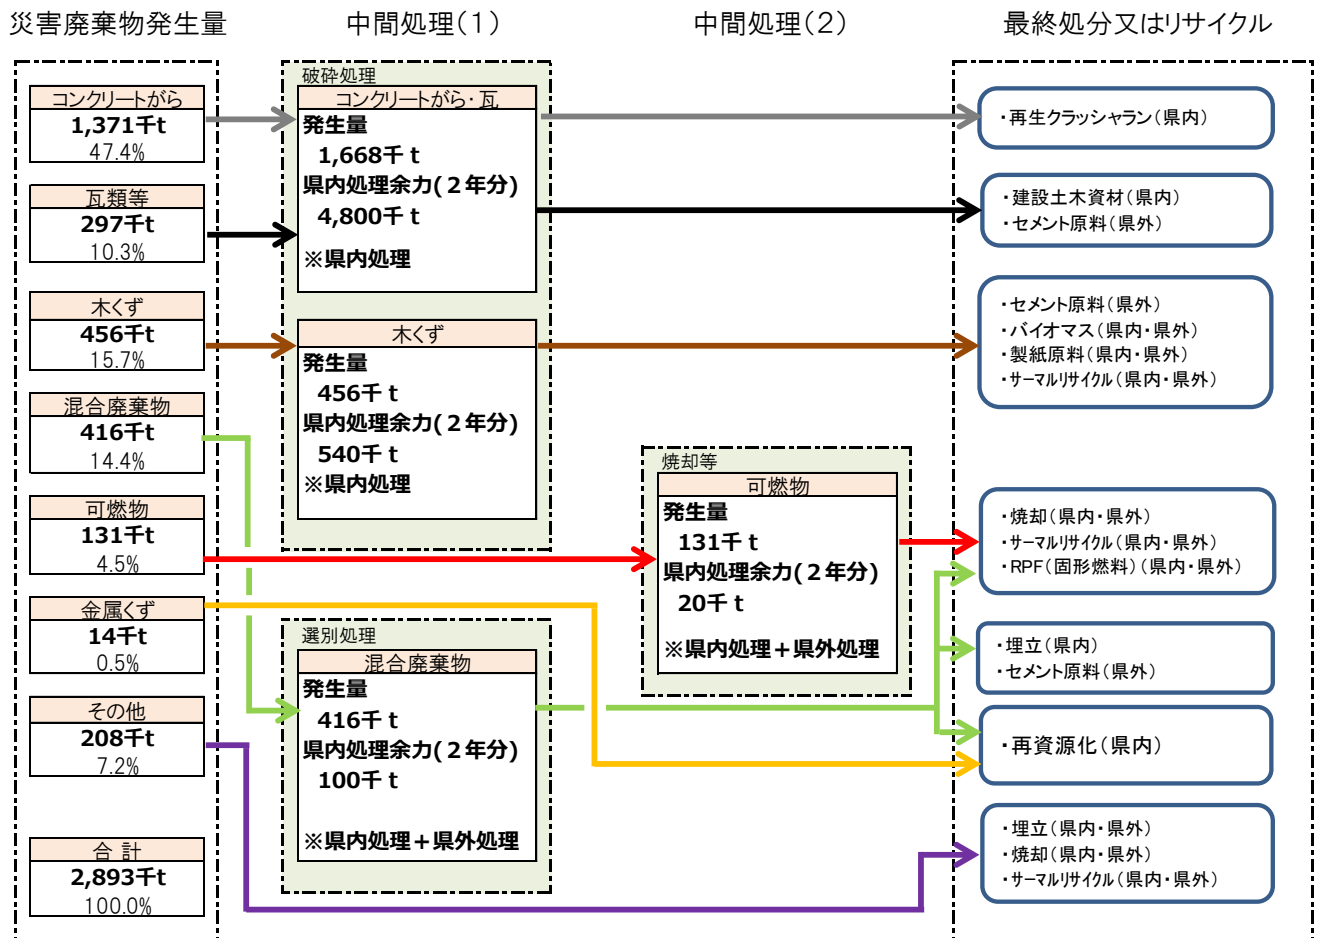 災害廃棄物発生量
中間処理(1)
中間処理(2)
最終処分又はリサイクル
コンクリートがら
1,371千t
47.4%
瓦類等
297千t
10.3%
木くず
456千t
15.7%
混合廃棄物
416千t
14.4%
可燃物
131千t
4.5%
金属くず
14千t
0.5%
その他
208千t
7.2%
合 計
2,893千t
100.0%
破砕処理
コンクリートがら・瓦
発生量
1,668千 t
県内処理余力(２年分)
4,800千 t
※県内処理
木くず
発生量
456千 t
県内処理余力(２年分)
540千 t
※県内処理
選別処理
混合廃棄物
発生量
416千 t
県内処理余力(２年分)
100千 t
※県内処理＋県外処理
焼却等
可燃物
発生量
131千 t
県内処理余力(２年分)
20千 t
※県内処理＋県外処理
・再生クラッシャラン(県内)
・建設土木資材(県内)
・セメント原料(県外)
・セメント原料(県外)
・バイオマス(県内・県外)
・製紙原料(県内・県外)
・サーマルリサイクル(県内・県外)
・焼却(県内・県外)
・サーマルリサイクル(県内・県外)
・RPF(固形燃料)(県内・県外)
・埋立(県内)
・セメント原料(県外)
・再資源化(県内)
・埋立(県内・県外)
・焼却(県内・県外)
・サーマルリサイクル(県内・県外)